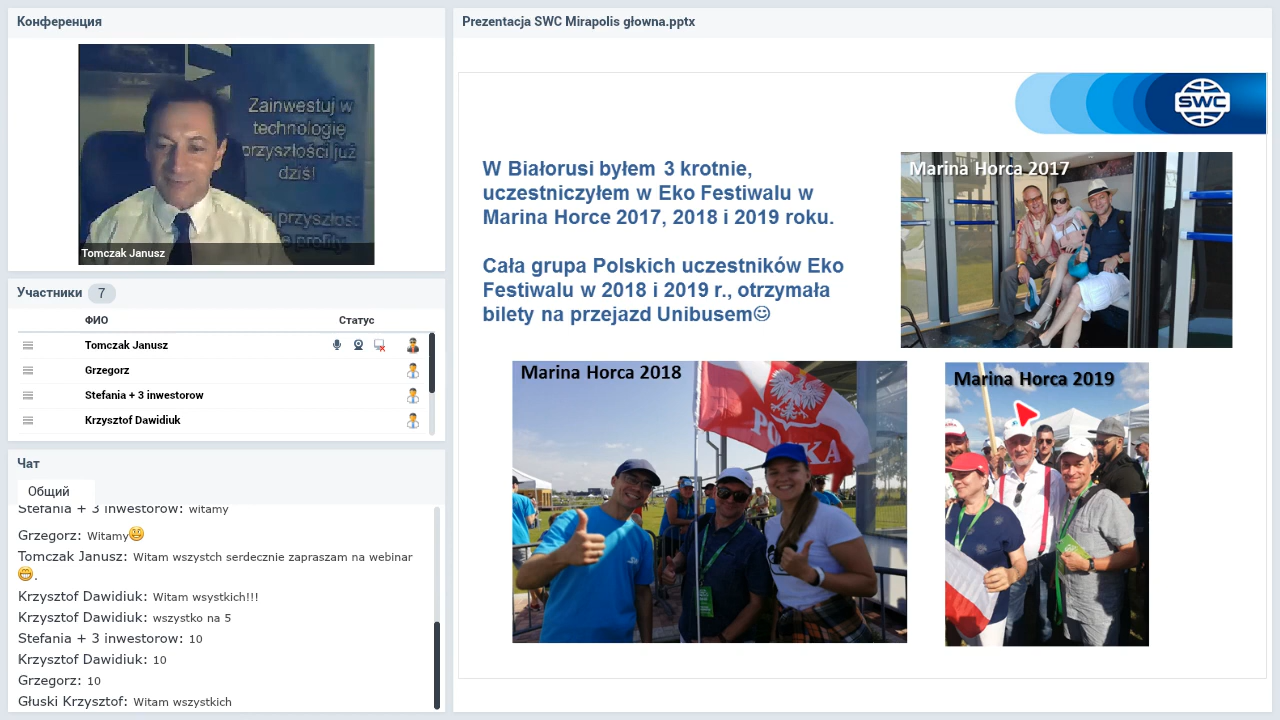 Конференция
Zainwestuj w
technologię
przyszłości już
dziś!
Tomczak Janusz
Участники 7
ФИО Статус
Tomczak Janusz
Grzegorz
Stefania + 3 inwestorow
Krzysztof Dawidiuk
Чат
Общий
Stefania + 3 inwestorow: witamy
Grzegorz: Witamy
Tomczak Janusz: Witam wszystch serdecznie zapraszam na webinar
.
Krzysztof Dawidiuk: Witam wsystkich!!!
Krzysztof Dawidiuk: wszystko na 5
Stefania + 3 inwestorow: 10
Krzysztof Dawidiuk: 10
Grzegorz: 10
Głuski Krzysztof: Witam wszystkich
Prezentacja SWC Mirapolis głowna.pptx
SWC
W Białorusi byłem 3 krotnie,
uczestniczyłem w Eko Festiwalu w
Marina Horce 2017, 2018 i 2019 roku.
Cała grupa Polskich uczestników Eko
Festiwalu w 2018 i 2019 r., otrzymała
bilety na przejazd Unibusem☺
Marina Horca 2017
Marina Horca 2018
Marina Horca 2019